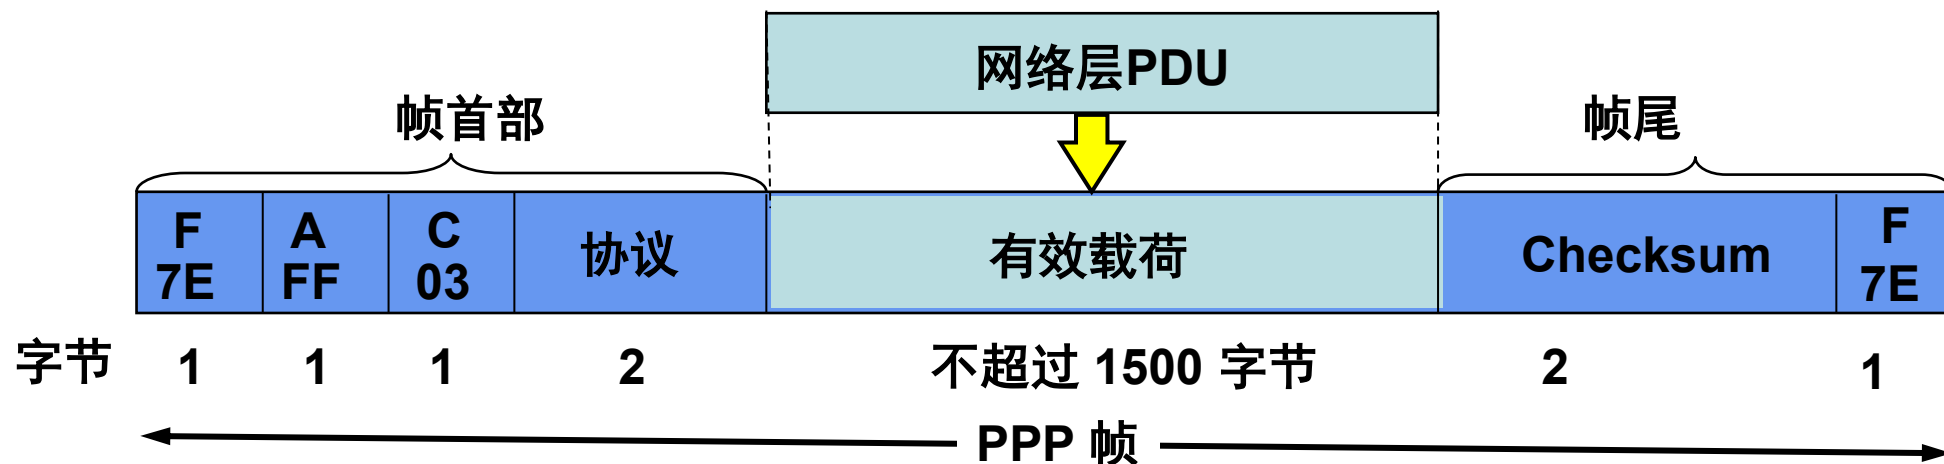 网络层PDU
帧首部
帧尾
F A C 协议 有效载荷 Checksum F
7E FF 03 7E
字节 1 1 1 2 不超过 1500 字节 2 1
PPP 帧